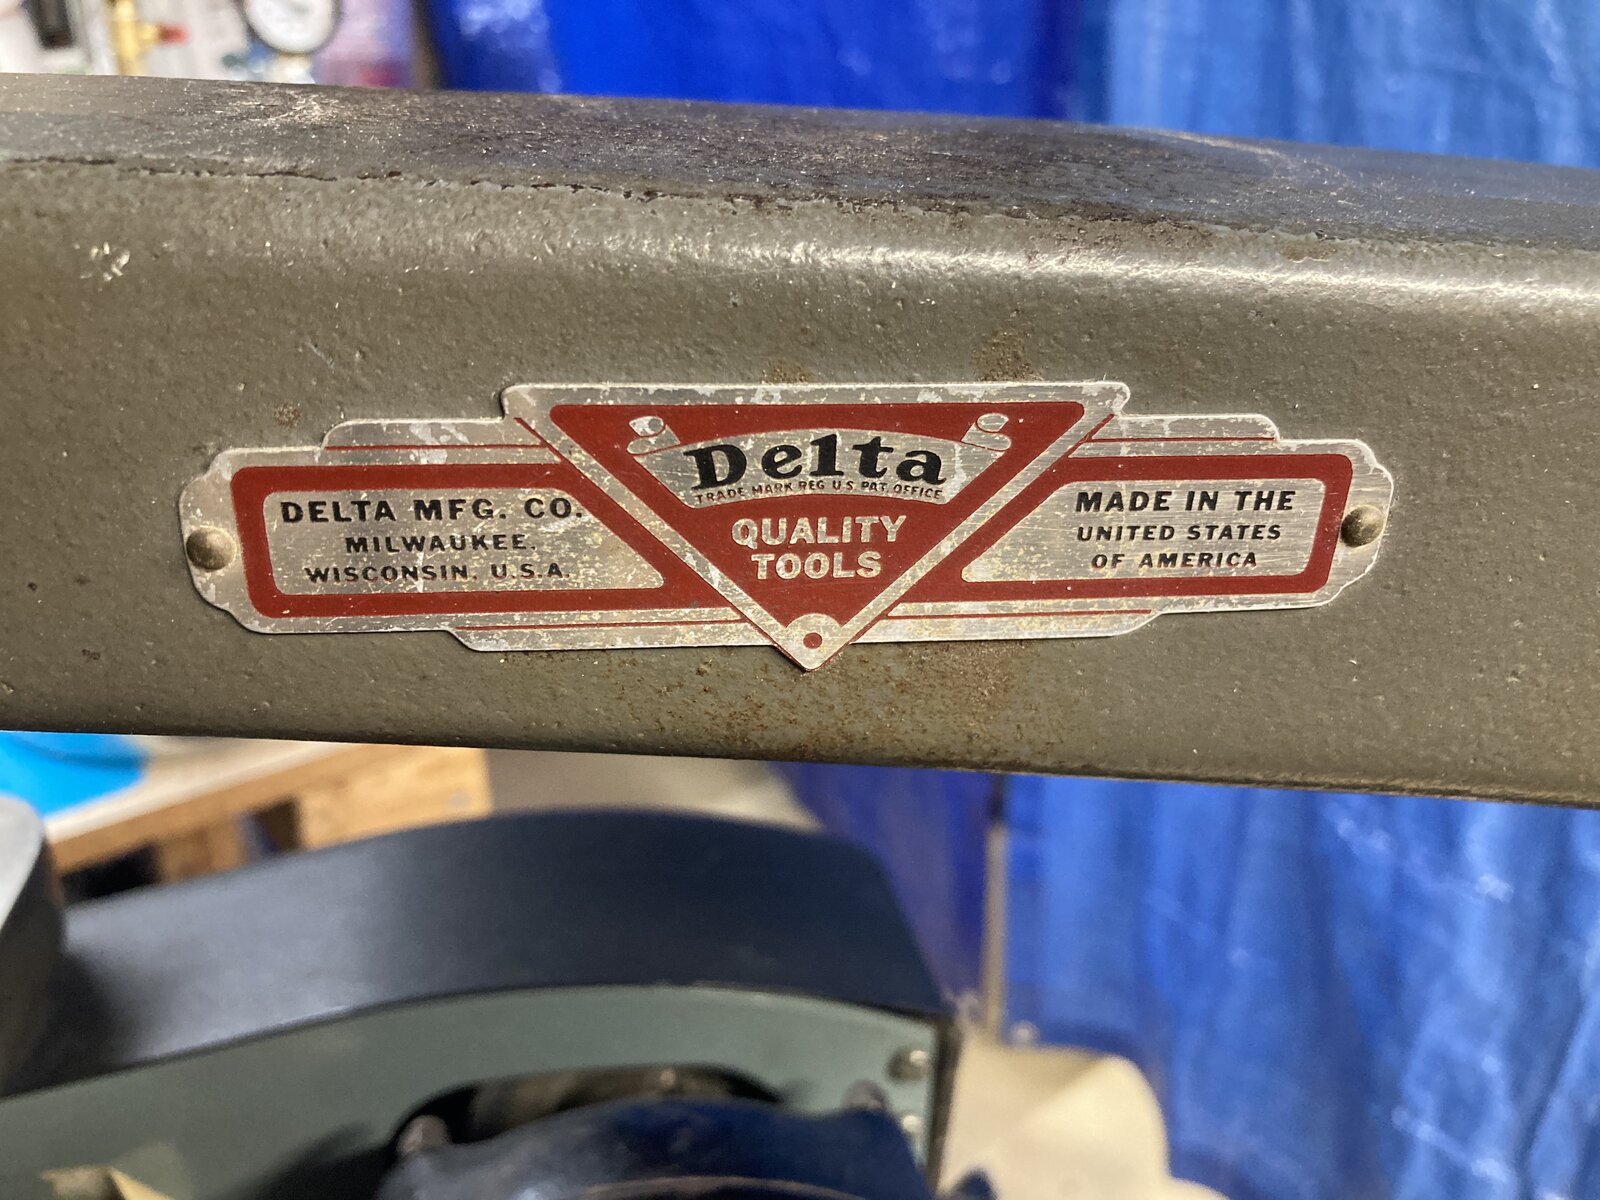 DELTA MFG. CO.
MILWAUKEE,
WISCONSIN, U.S.A.
Delta
TRADE MARK REG U.S. PAT. OFFICE
QUALITY
TOOLS
MADE IN THE
UNITED STATES
OF AMERICA